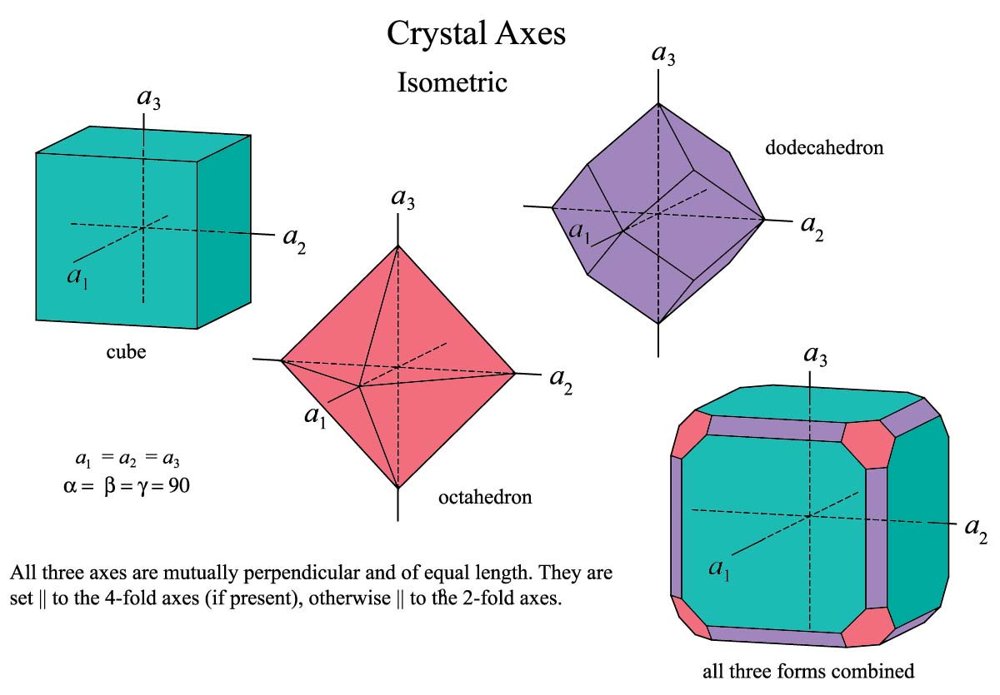 Crystal Axes
Isometric
a3
a2
a1
cube
a3
a2
a1
octahedron
a3
dodecahedron
a2
a1
a1 = a2 = a3
α = β = γ = 90
All three axes are mutually perpendicular and of equal length. They are
set || to the 4-fold axes (if present), otherwise || to the 2-fold axes.
a3
a2
a1
all three forms combined